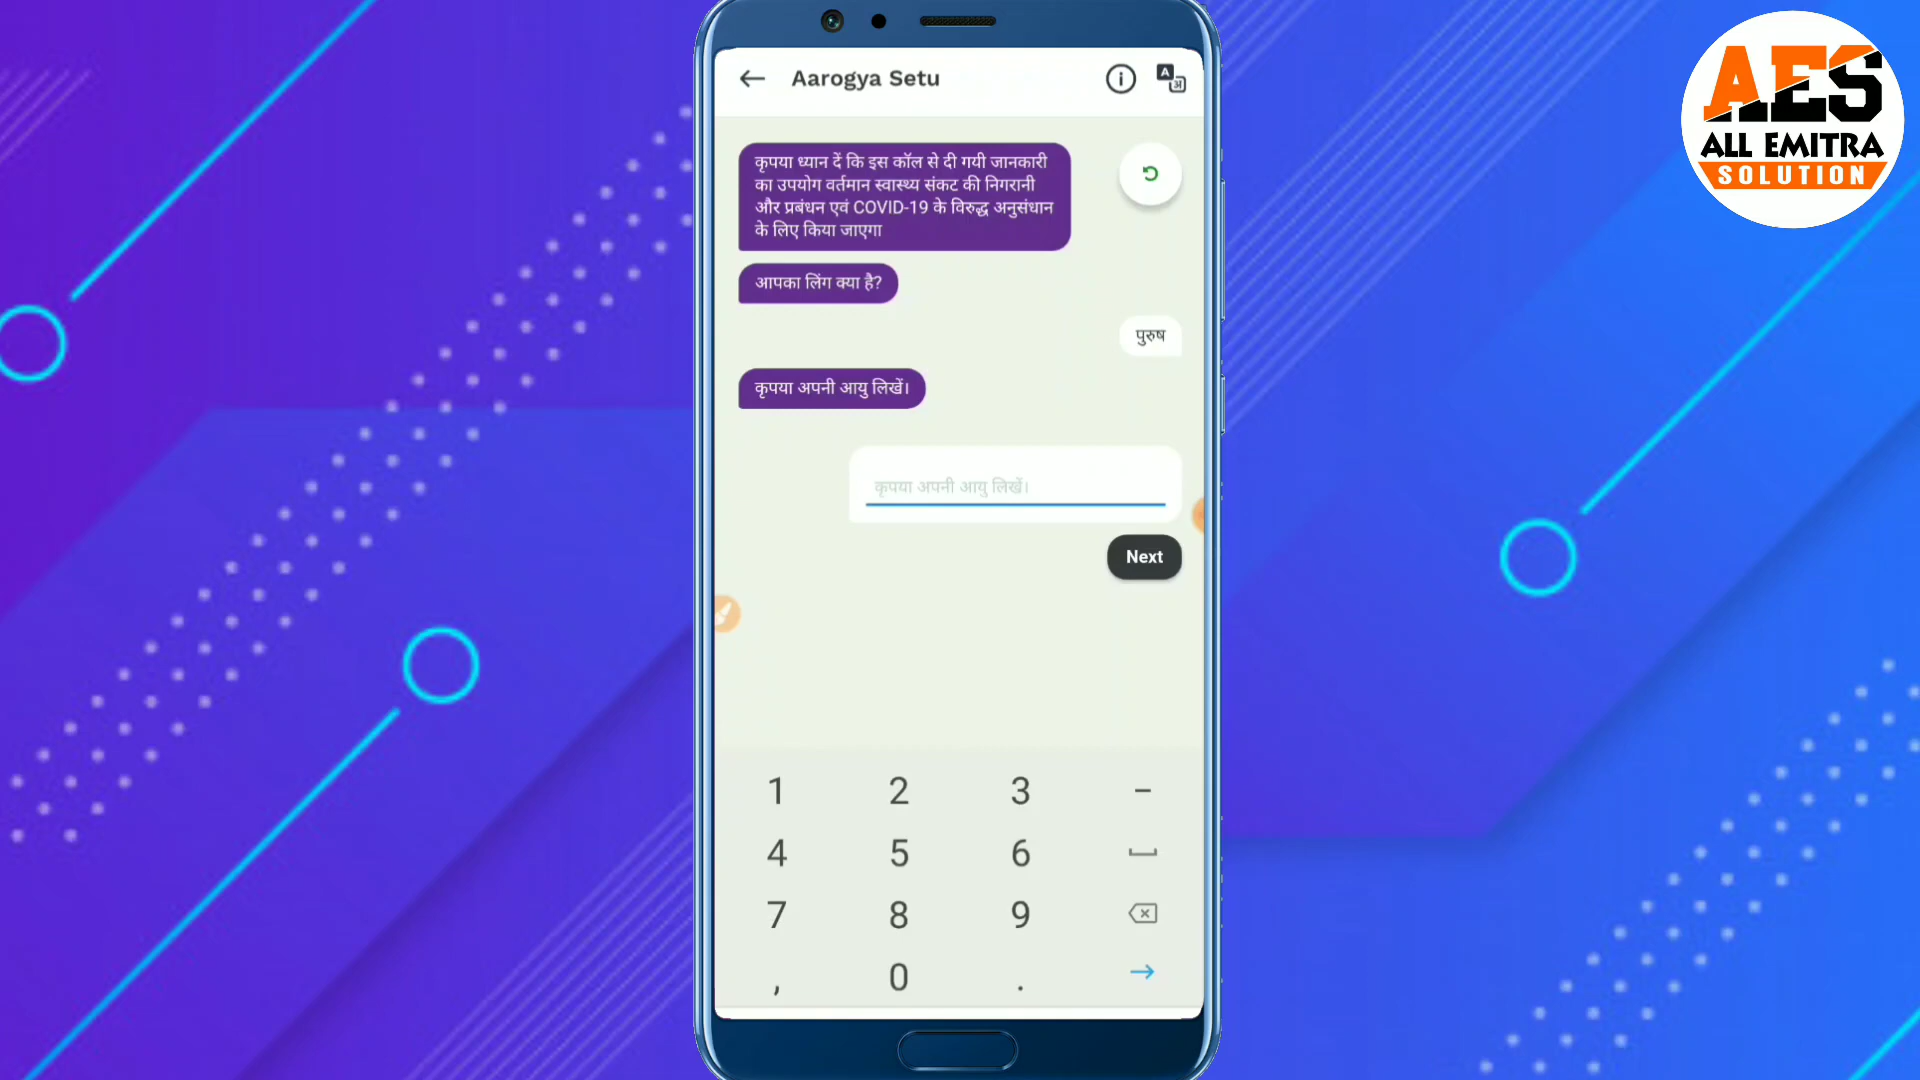 Aarogya Setu
कृपया ध्यान दें कि इस कॉल से दी गयी जानकारी
का उपयोग वर्तमान स्वास्थ्य संकट की निगरानी
और प्रबंधन एवं COVID-19 के विरुद्ध अनुसंधान
के लिए किया जाएगा
आपका लिंग क्या है?
पुरुष
कृपया अपनी आयु लिखें।
कृपया अपनी आयु लिखें।
Next
1 2 3 –
4 5 6
7 8 9
, 0 .
AES
ALL EMITRA
SOLUTION